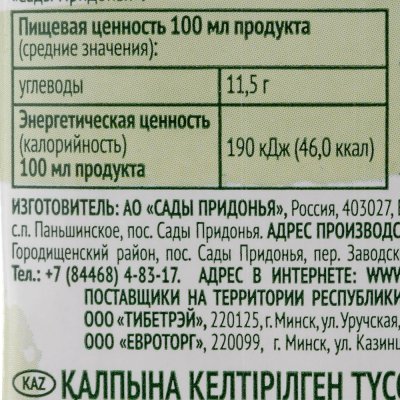 Пищевая ценность 100 мл продукта
(средние значения):
углеводы 11,5 г
Энергетическая ценность
(калорийность) 190 кДж (46,0 ккал)
100 мл продукта
ИЗГОТОВИТЕЛЬ: АО «САДЫ ПРИДОНЬЯ», Россия, 403027,
с.п. Паньшинское, пос. Сады Придонья. АДРЕС ПРОИЗВОДС
Городищенский район, пос. Сады Придонья, пер. Заводск
Тел.: +7 (84468) 4-83-17. АДРЕС В ИНТЕРНЕТЕ: WWW
ПОСТАВЩИКИ НА ТЕРРИТОРИИ РЕСПУБЛИКИ
ООО «ТИБЕТРЭЙ», 220125, г. Минск, ул. Уручская,
ООО «ЕВРОТОРГ», 220099, г. Минск, ул. Казинц
KAZ ҚАЛПЫНА КЕЛТІРІЛГЕН ТҮСС